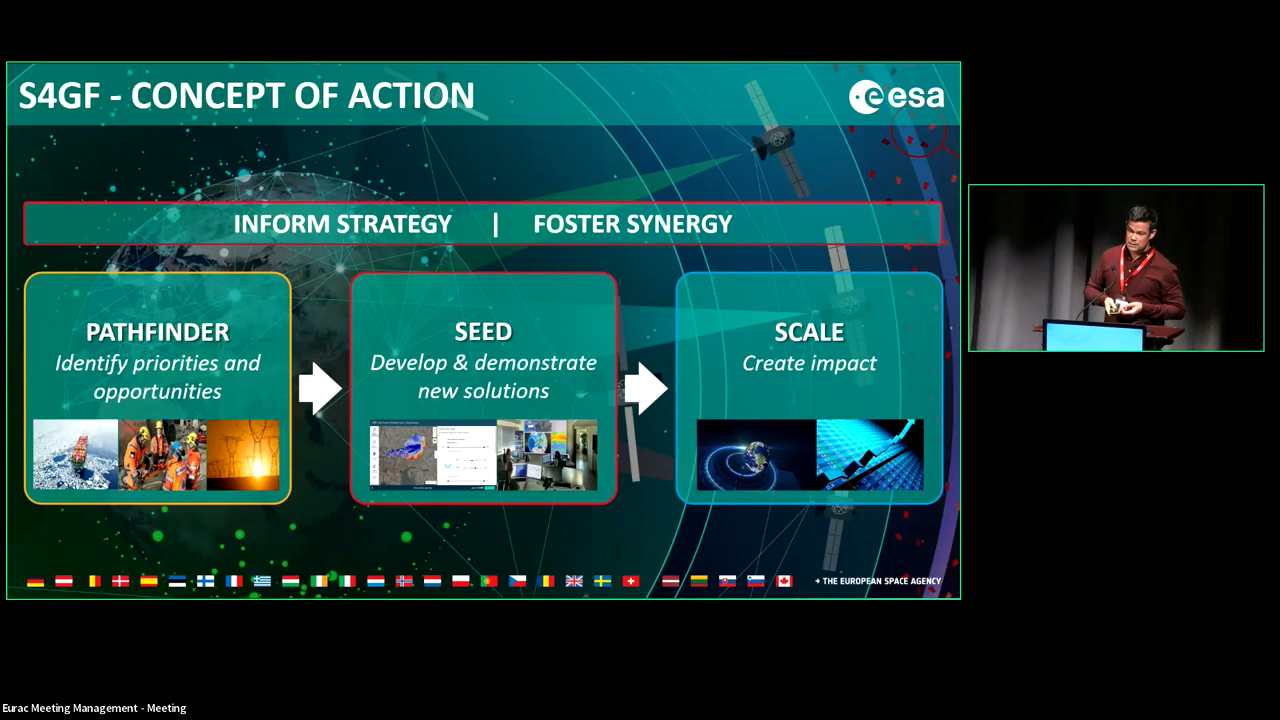 S4GF - CONCEPT OF ACTION
esa
INFORM STRATEGY | FOSTER SYNERGY
PATHFINDER
Identify priorities and
opportunities
SEED
Develop & demonstrate
new solutions
SCALE
Create impact
→ THE EUROPEAN SPACE AGENCY
Eurac Meeting Management - Meeting